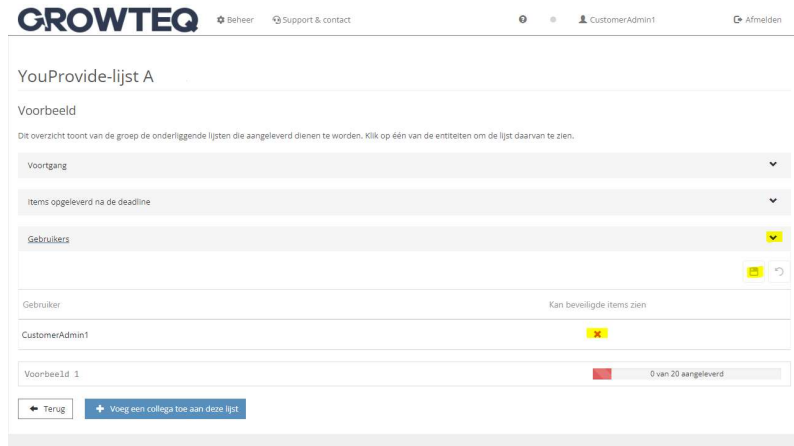 GROWTEQ Beheer Support & contact CustomerAdmin1 Afmelden
YouProvide-lijst A
Voorbeeld
Dit overzicht toont van de groep de onderliggende lijsten die aangeleverd dienen te worden. Klik op één van de entiteiten om de lijst daarvan te zien.
Voortgang
Items opgeleverd na de deadline
Gebruikers
Gebruiker Kan beveiligde items zien
CustomerAdmin1
Voorbeeld 1 0 van 20 aangeleverd
Terug Voeg een collega toe aan deze lijst